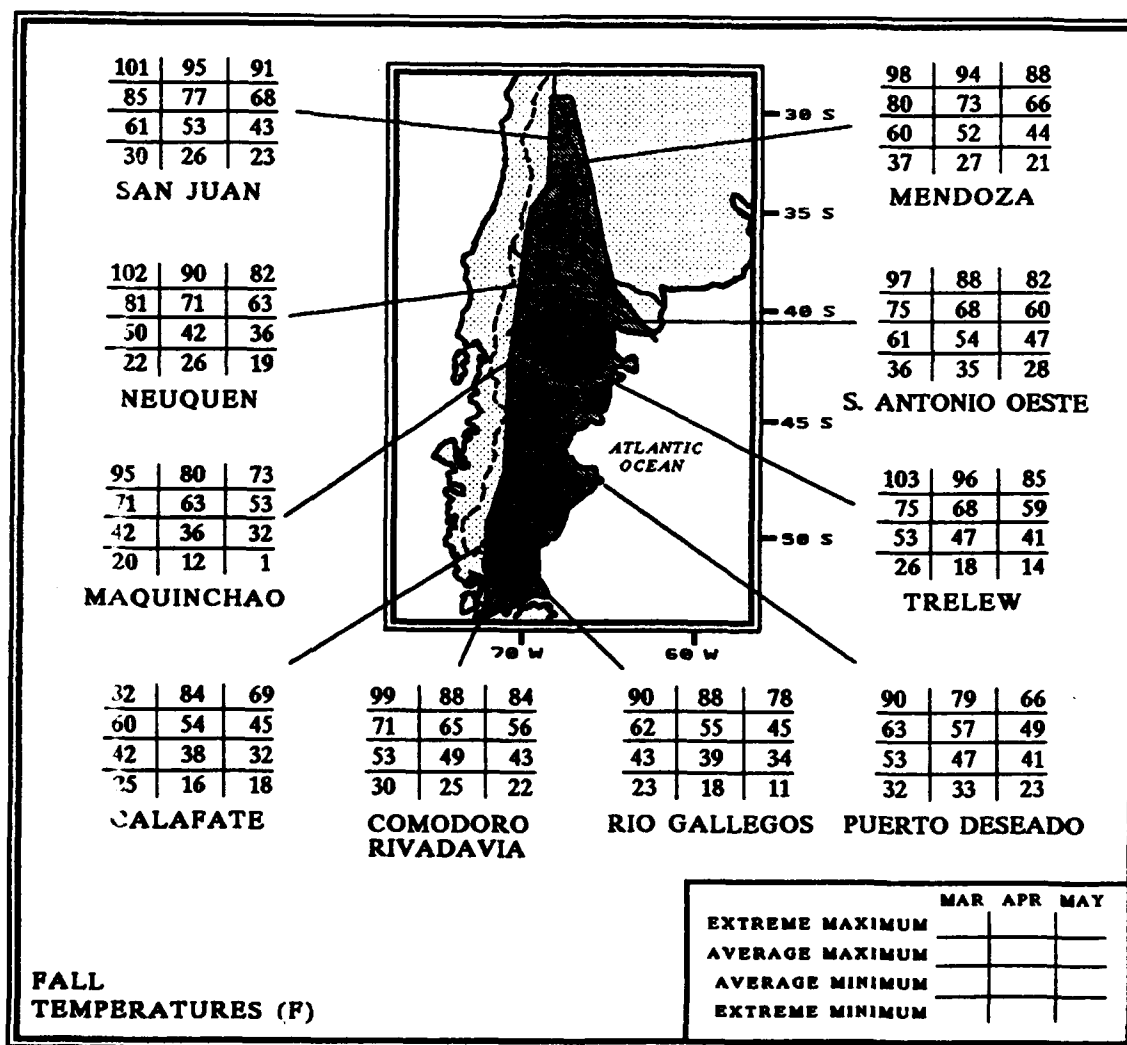 101 95 91
85 77 68
61 53 43
30 26 23
SAN JUAN
98 94 88
80 73 66
60 52 44
37 27 21
MENDOZA
30 S
35 S
40 S
45 S
50 S
70 W
60 W
ATLANTIC
OCEAN
102 90 82
81 71 63
50 42 36
22 26 19
NEUQUEN
97 88 82
75 68 60
61 54 47
36 35 28
S. ANTONIO OESTE
95 80 73
71 63 53
42 36 32
20 12 1
MAQUINCHAO
103 96 85
75 68 59
53 47 41
26 18 14
TRELEW
84 69
60 54 45
42 38 32
16 18
CALAFATE
99 88 84
71 65 56
53 49 43
30 25 22
COMODORO
RIVADAVIA
90 88 78
62 55 45
43 39 34
23 18 11
RIO GALLEGOS
90 79 66
63 57 49
53 47 41
32 33 23
PUERTO DESEADO
MAR APR MAY
EXTREME MAXIMUM
AVERAGE MAXIMUM
AVERAGE MINIMUM
EXTREME MINIMUM
FALL
TEMPERATURES (F)